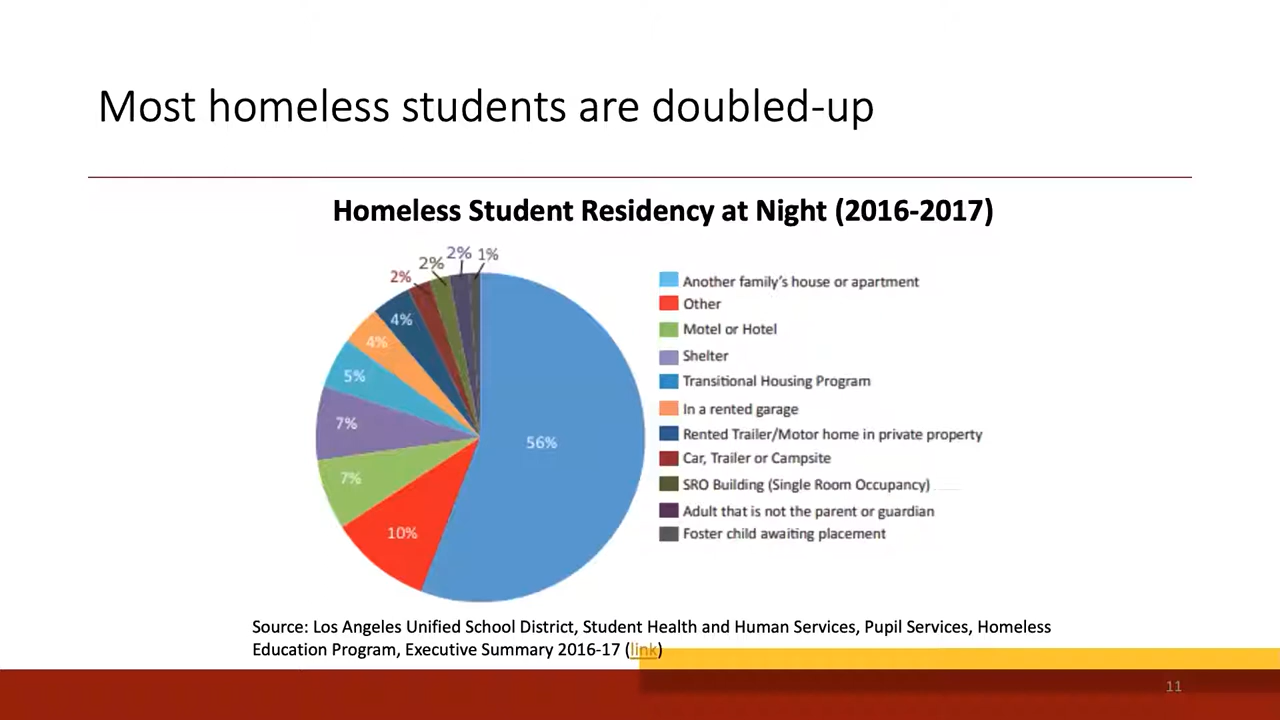 Most homeless students are doubled-up
Homeless Student Residency at Night (2016-2017)
2%
2%
2%
1%
4%
4%
5%
7%
7%
10%
56%
Another family's house or apartment
Other
Motel or Hotel
Shelter
Transitional Housing Program
In a rented garage
Rented Trailer/Motor home in private property
Car, Trailer or Campsite
SRO Building (Single Room Occupancy)
Adult that is not the parent or guardian
Foster child awaiting placement
Source: Los Angeles Unified School District, Student Health and Human Services, Pupil Services, Homeless
Education Program, Executive Summary 2016-17 (link)
11